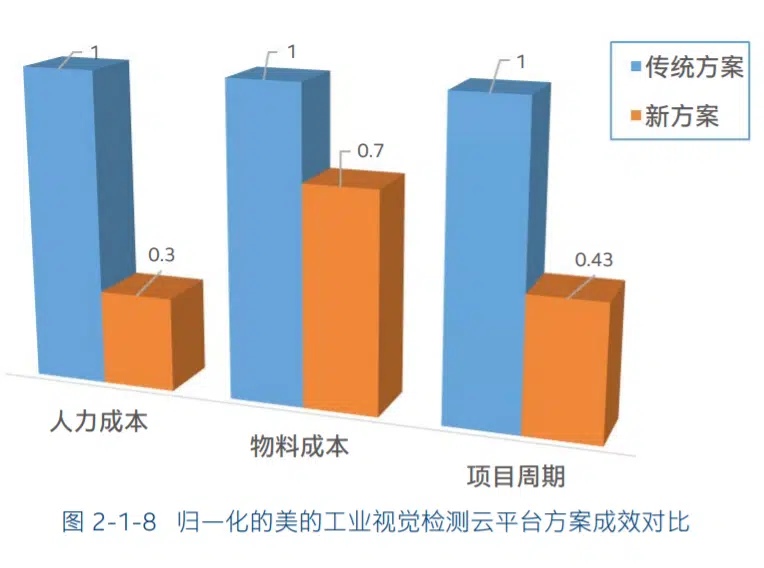 1
1
1
传统方案
新方案
0.7
0.3
0.43
人力成本
物料成本
项目周期
图 2-1-8 归一化的美的工业视觉检测云平台方案成效对比